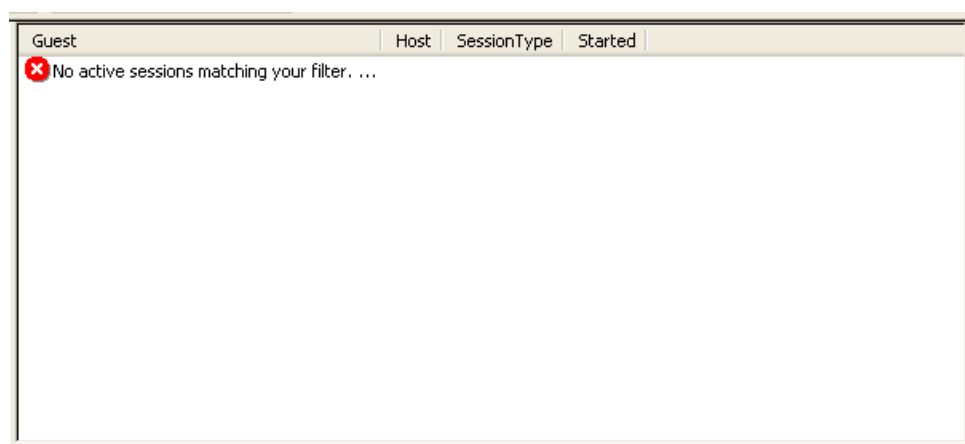 Guest Host SessionType Started
No active sessions matching your filter. ...